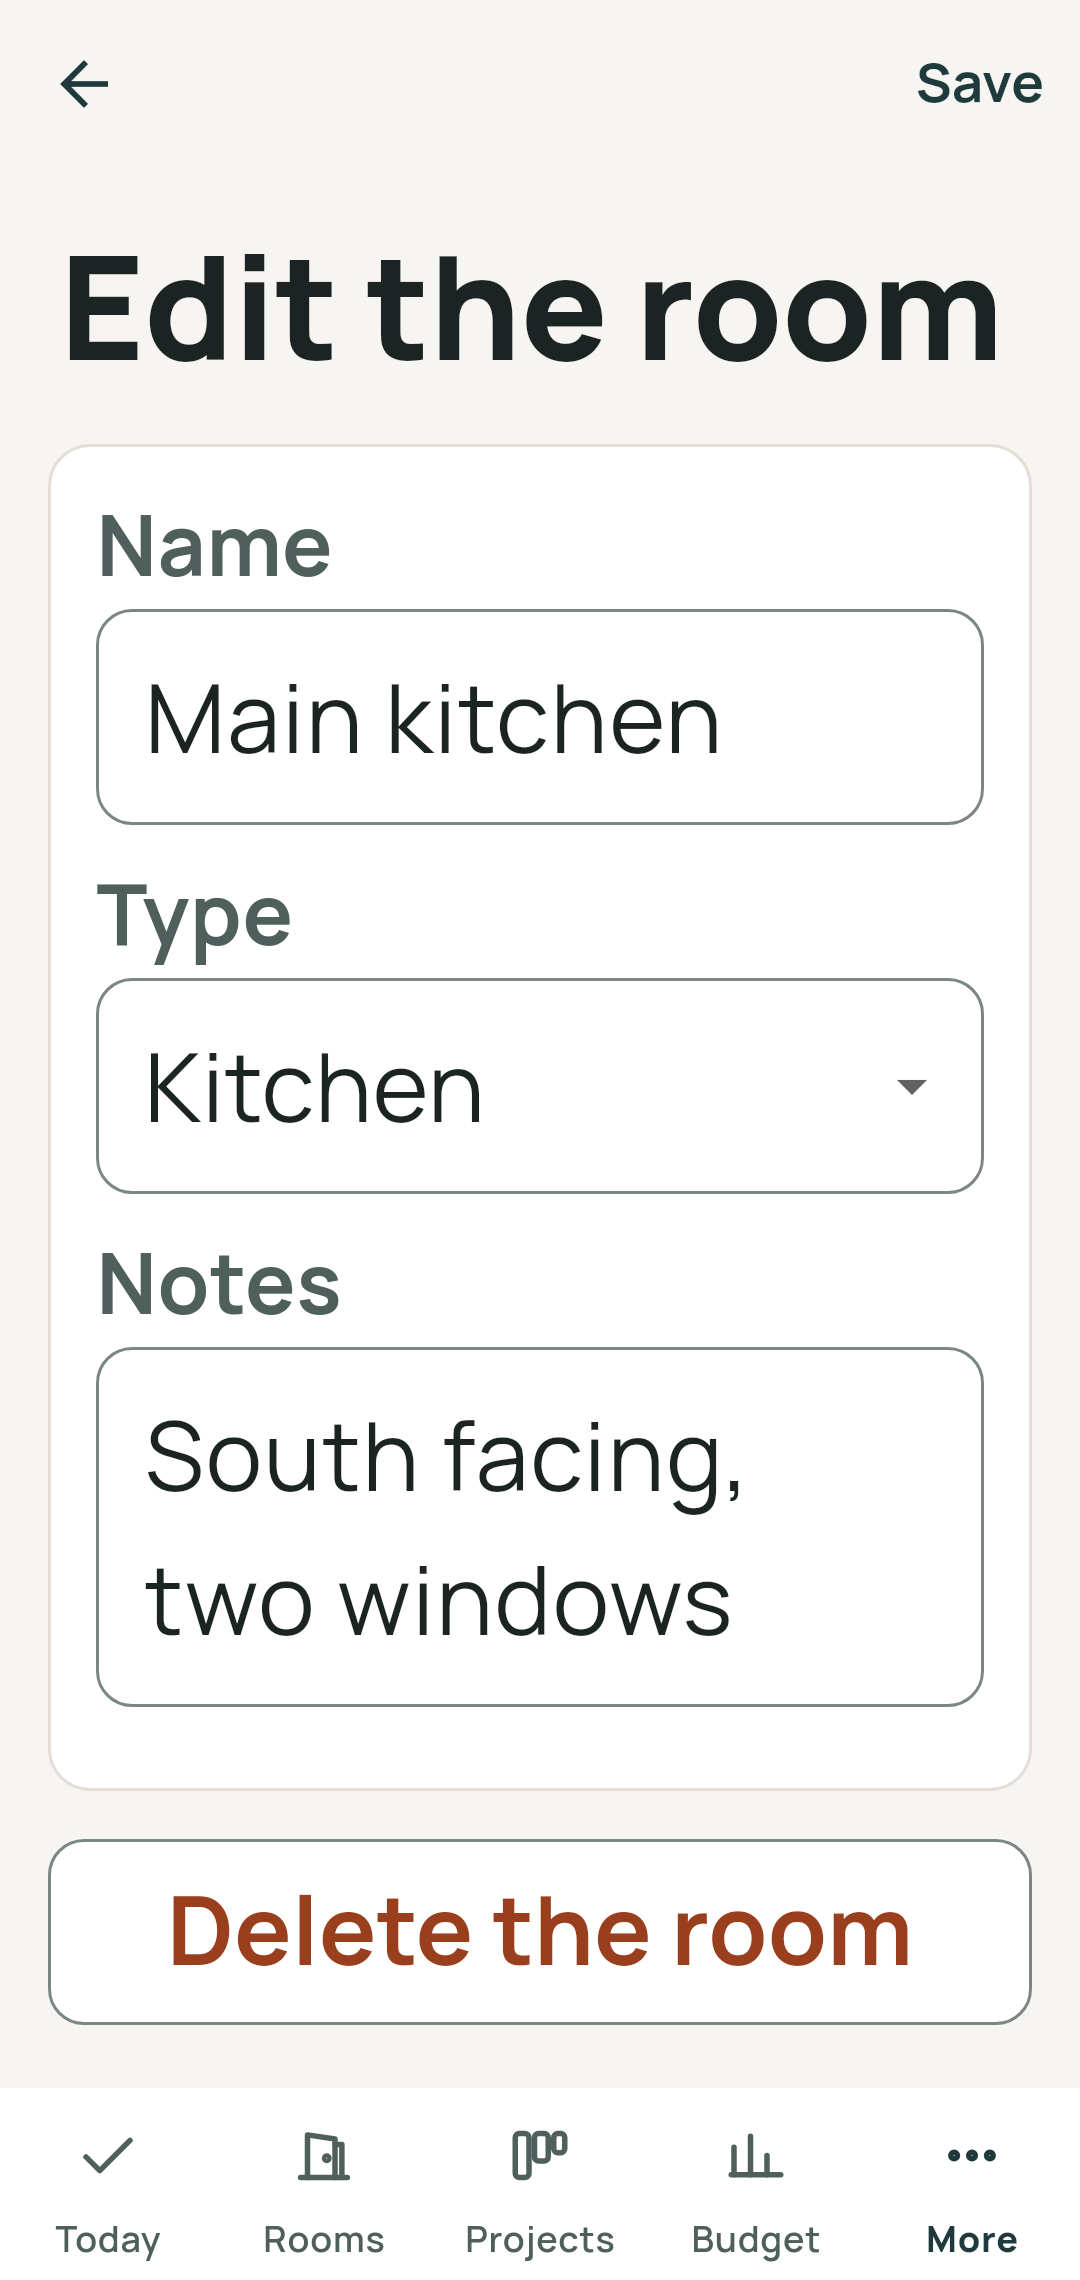 Save
Edit the room
Name
Main kitchen
Type
Kitchen
Notes
South facing,
two windows
Delete the room
Today
Rooms
Projects
Budget
More